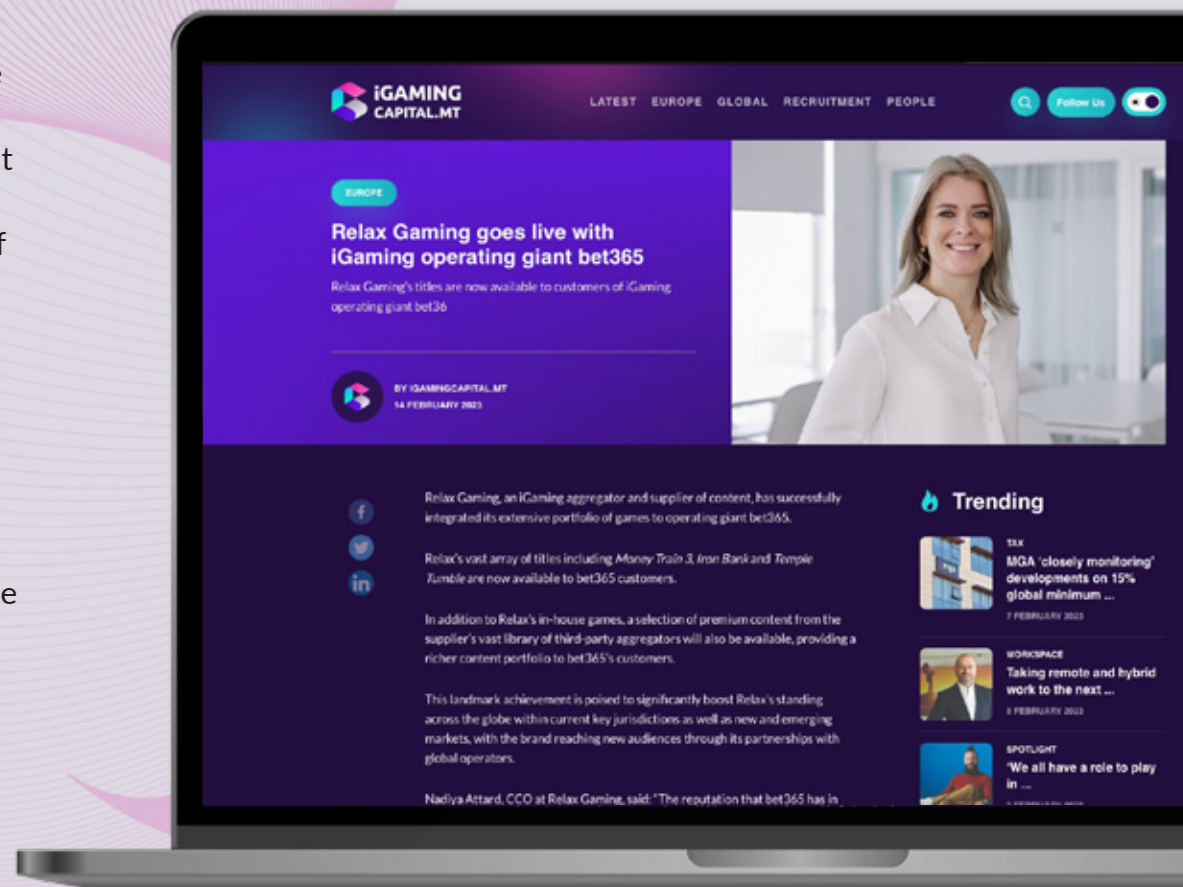 e
t
f
e
iGAMING
CAPITAL.MT
LATEST EUROPE GLOBAL RECRUITMENT PEOPLE
Follow Us
EUROPE
Relax Gaming goes live with
iGaming operating giant bet365
Relax Gaming's titles are now available to customers of iGaming
operating giant bet36
BY IGAMINGCAPITAL.MT
14 FEBRUARY 2023
Relax Gaming, an iGaming aggregator and supplier of content, has successfully
integrated its extensive portfolio of games to operating giant bet365.
Relax's vast array of titles including Money Train 3, Iron Bank and Temple
Tumble are now available to bet365 customers.
In addition to Relax's in-house games, a selection of premium content from the
supplier's vast library of third-party aggregators will also be available, providing a
richer content portfolio to bet365's customers.
This landmark achievement is poised to significantly boost Relax's standing
across the globe within current key jurisdictions as well as new and emerging
markets, with the brand reaching new audiences through its partnerships with
global operators.
Nadiya Attard, CCO at Relax Gaming, said: "The reputation that bet365 has in
Trending
TAX
MGA 'closely monitoring'
developments on 15%
global minimum ...
7 FEBRUARY 2023
WORKSPACE
Taking remote and hybrid
work to the next ...
FEBRUARY 2023
SPOTLIGHT
'We all have a role to play
in ...